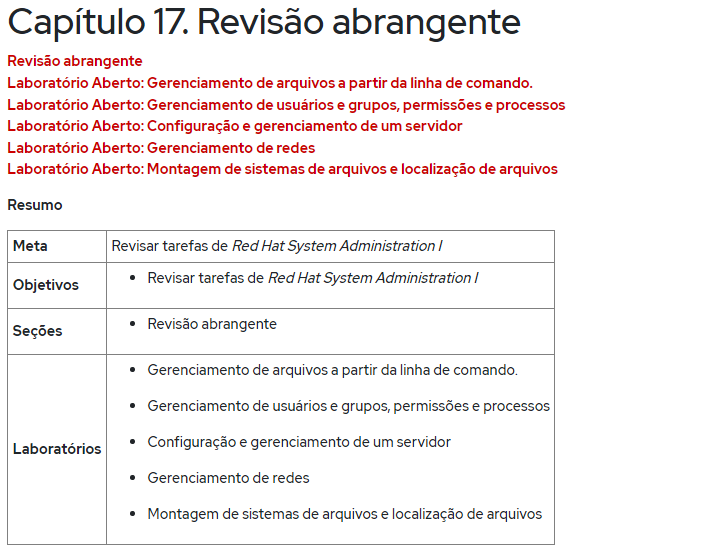 Capítulo 17. Revisão abrangente
Revisão abrangente
Laboratório Aberto: Gerenciamento de arquivos a partir da linha de comando.
Laboratório Aberto: Gerenciamento de usuários e grupos, permissões e processos
Laboratório Aberto: Configuração e gerenciamento de um servidor
Laboratório Aberto: Gerenciamento de redes
Laboratório Aberto: Montagem de sistemas de arquivos e localização de arquivos
Resumo
Meta Revisar tarefas de Red Hat System Administration I
Objetivos • Revisar tarefas de Red Hat System Administration I
Seções • Revisão abrangente
Laboratórios
• Gerenciamento de arquivos a partir da linha de comando.
• Gerenciamento de usuários e grupos, permissões e processos
• Configuração e gerenciamento de um servidor
• Gerenciamento de redes
• Montagem de sistemas de arquivos e localização de arquivos